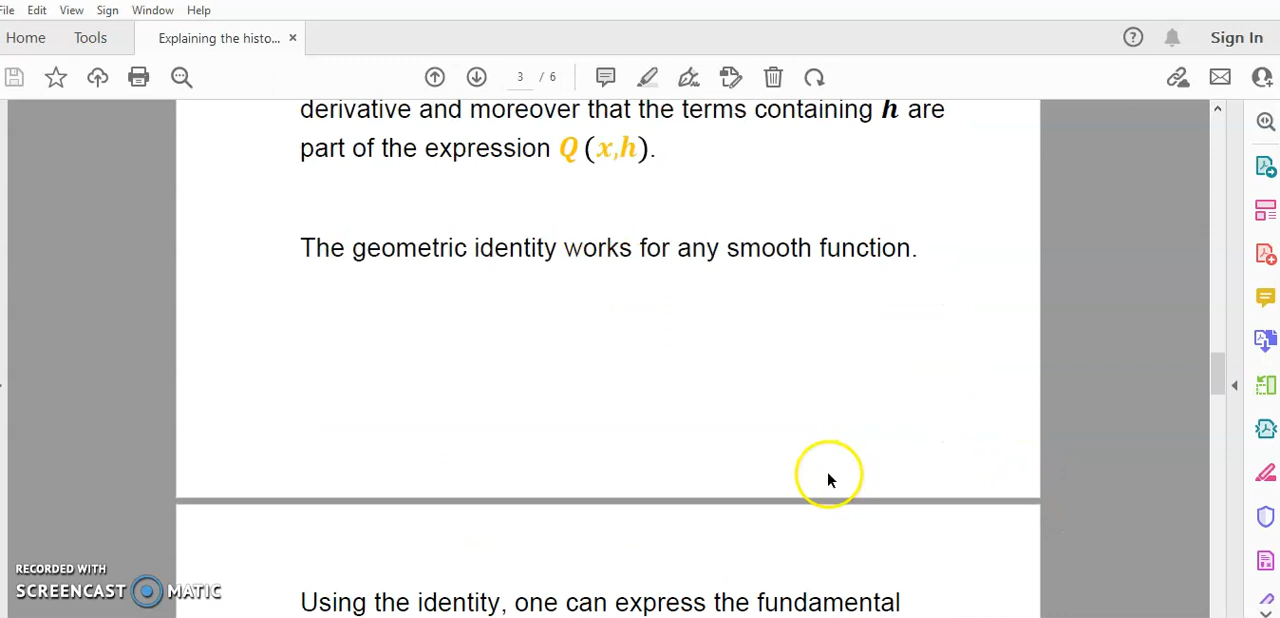 File Edit View Sign Window Help
Home Tools Explaining the histo... × Sign In
3 / 6
derivative and moreover that the terms containing h are
part of the expression Q (x,h).
The geometric identity works for any smooth function.
RECORDED WITH
SCREENCAST MATIC
Using the identity, one can express the fundamental